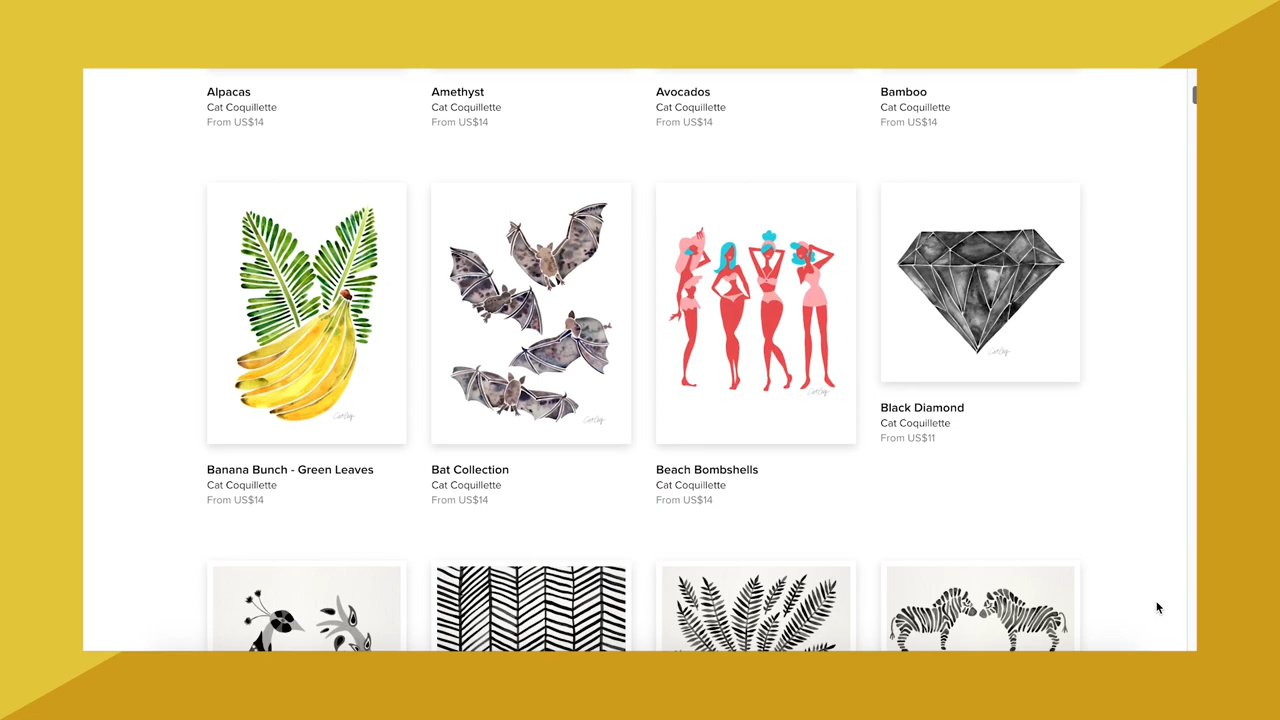 Alpacas
Cat Coquillette
From US$14
Amethyst
Cat Coquillette
From US$14
Avocados
Cat Coquillette
From US$14
Bamboo
Cat Coquillette
From US$14
Banana Bunch - Green Leaves
Cat Coquillette
From US$14
Bat Collection
Cat Coquillette
From US$14
Beach Bombshells
Cat Coquillette
From US$14
Black Diamond
Cat Coquillette
From US$11